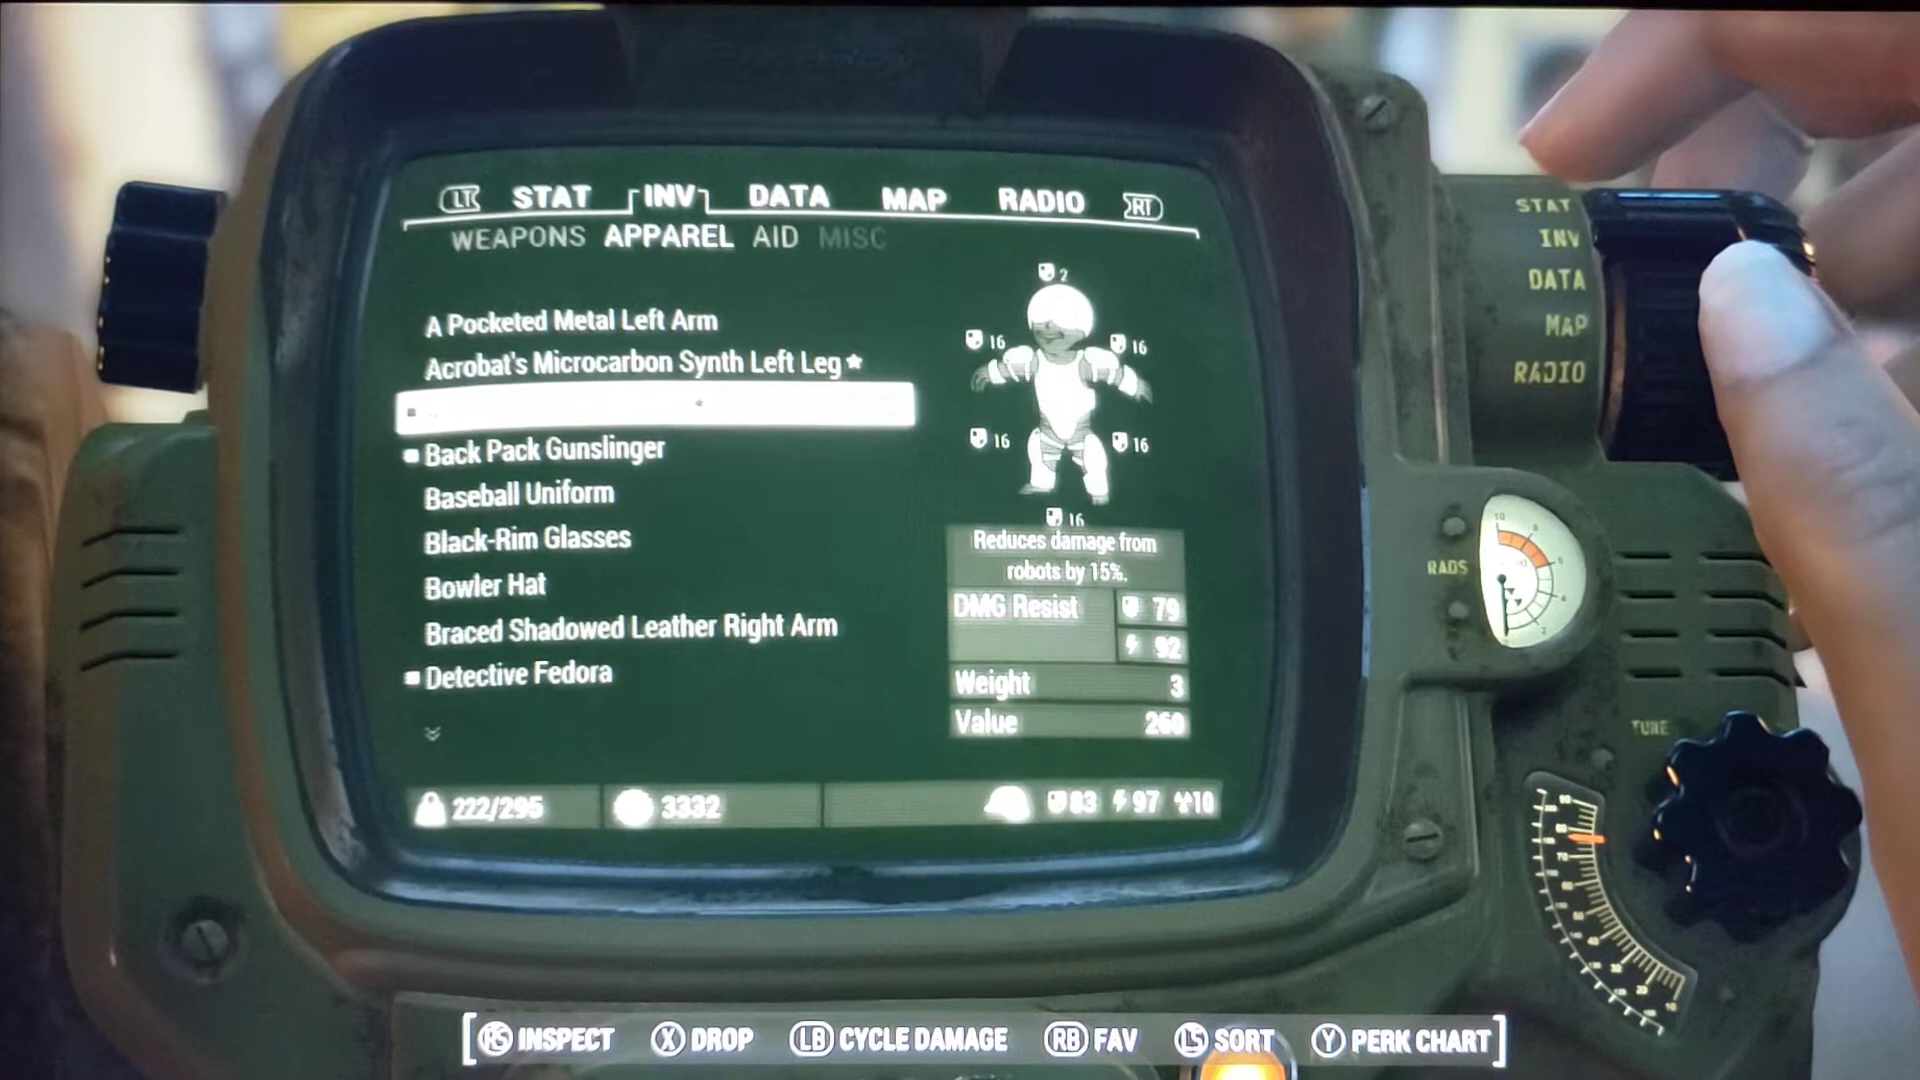 LT STAT INV DATA MAP RADIO RT
WEAPONS APPAREL AID MISC
A Pocketed Metal Left Arm
Acrobat's Microcarbon Synth Left Leg
Back Pack Gunslinger
Baseball Uniform
Black-Rim Glasses
Bowler Hat
Braced Shadowed Leather Right Arm
Detective Fedora
2
16 16
16 16
16
Reduces damage from
robots by 15%.
DMG Resist 79
92
Weight 3
Value 260
222/295 3332 83 97 10
STAT
INV
DATA
MAP
RADIO
RADS
TUNE
RS INSPECT X DROP LB CYCLE DAMAGE RB FAV LS SORT Y PERK CHART